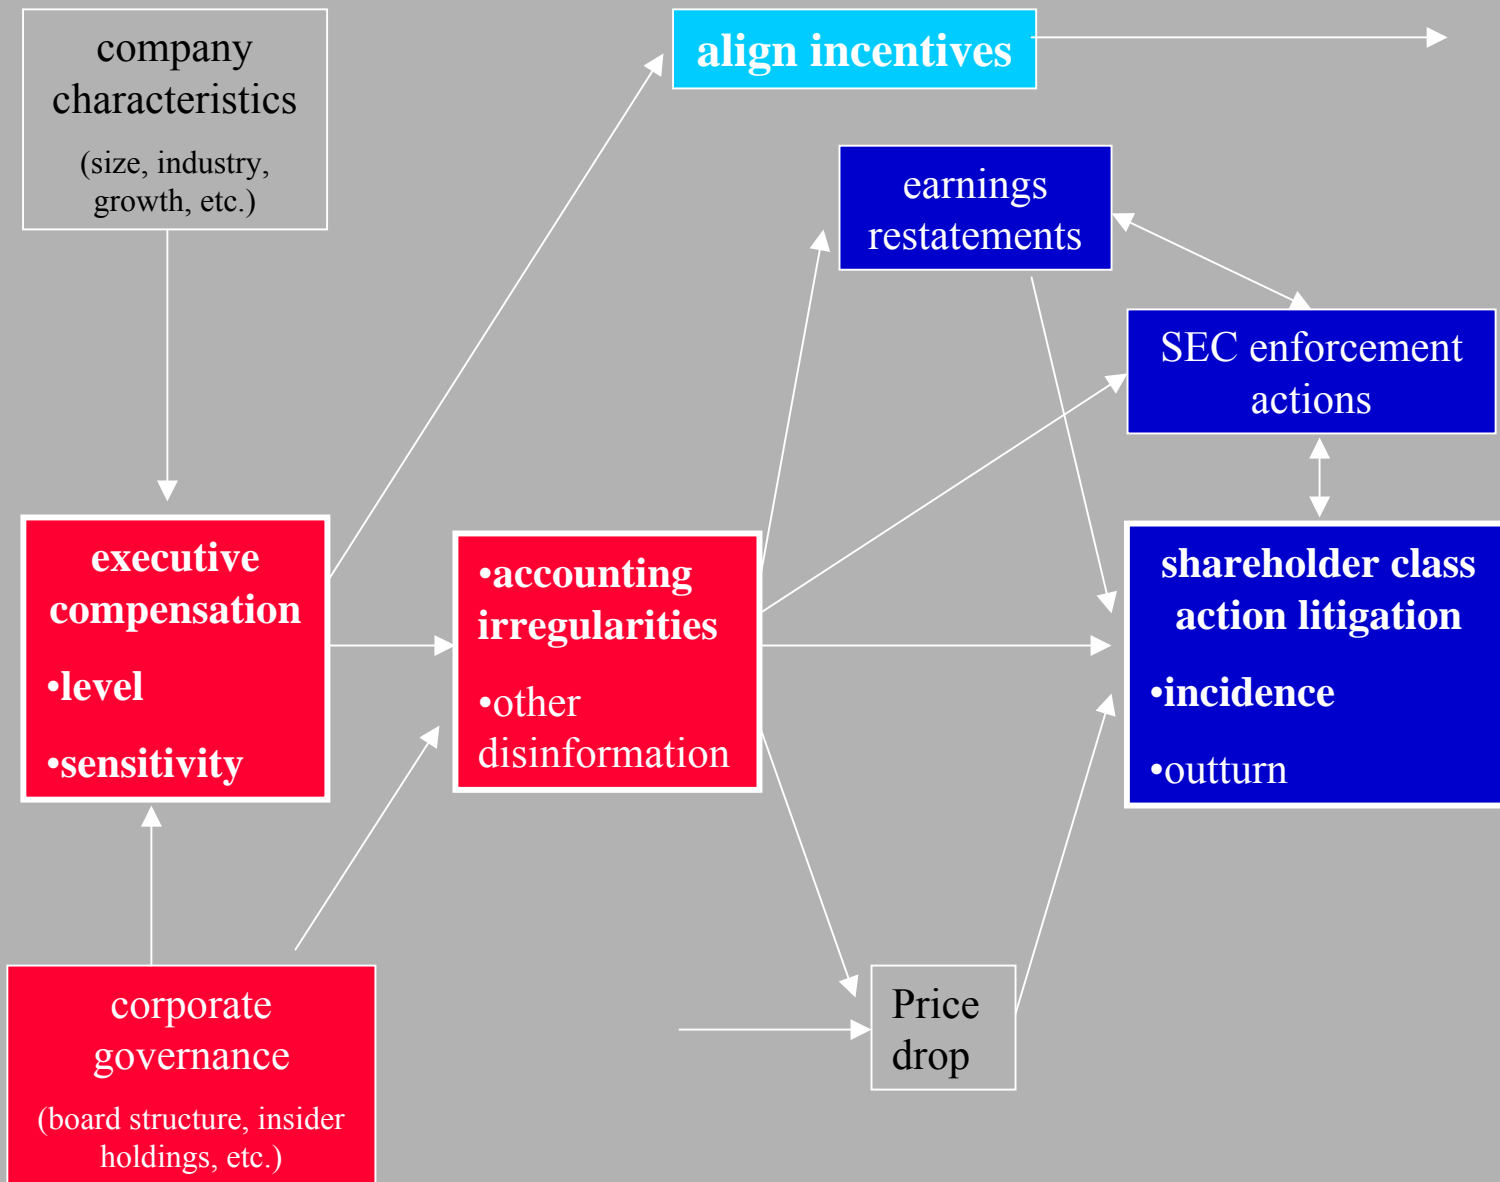 company
characteristics
(size, industry,
growth, etc.)
align incentives
earnings
restatements
SEC enforcement
actions
executive
compensation
•level
•sensitivity
•accounting
irregularities
•other
disinformation
shareholder class
action litigation
•incidence
•outturn
corporate
governance
(board structure, insider
holdings, etc.)
Price
drop